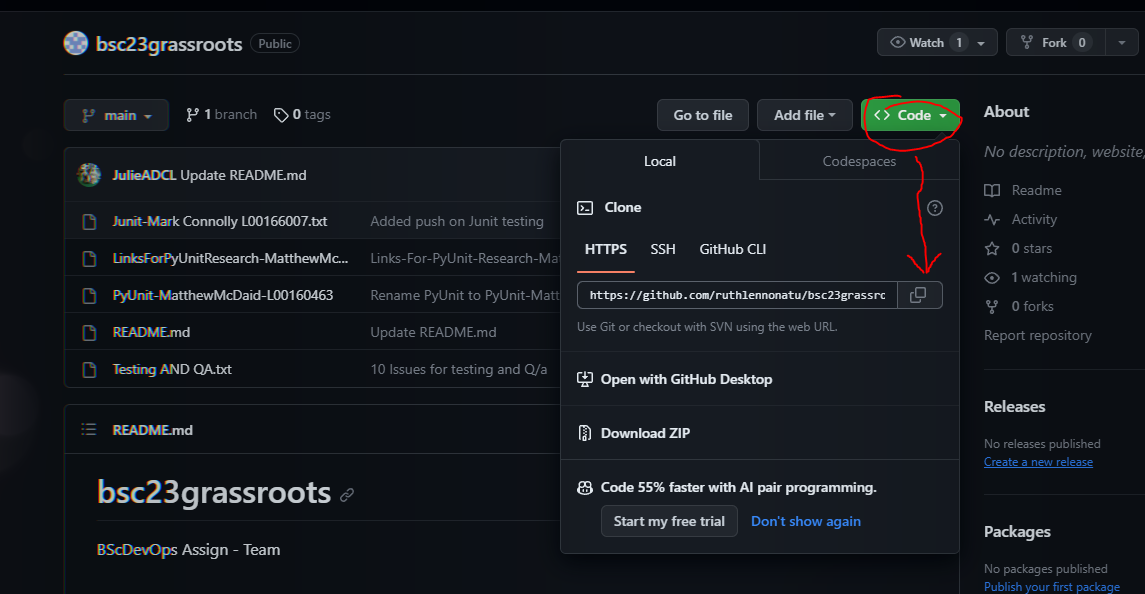 bsc23grassroots Public
Watch 1
Fork 0
main
1 branch
0 tags
Go to file
Add file
<> Code
JulieADCL Update README.md
Junit-Mark Connolly L00166007.txt Added push on Junit testing
LinksForPyUnitResearch-MatthewMc... Links-For-PyUnit-Research-Ma
PyUnit-MatthewMcDaid-L00160463 Rename PyUnit to PyUnit-Matt
README.md Update README.md
Testing AND QA.txt 10 Issues for testing and Q/a
README.md
bsc23grassroots
BScDevOps Assign - Team
Local
Codespaces
Clone
HTTPS SSH GitHub CLI
https://github.com/ruthlennonatu/bsc23grassrc
Use Git or checkout with SVN using the web URL.
Open with GitHub Desktop
Download ZIP
Code 55% faster with AI pair programming.
Start my free trial Don't show again
About
No description, website,
Readme
Activity
0 stars
1 watching
0 forks
Report repository
Releases
No releases published
Create a new release
Packages
No packages published
Publish your first package